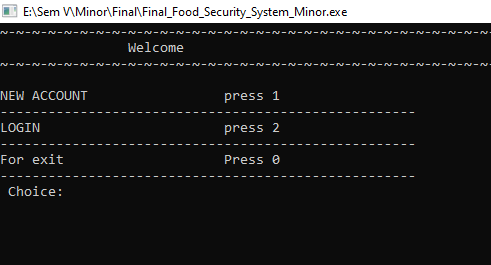 E:\Sem V\Minor\Final\Final_Food_Security_System_Minor.exe
~-~-~-~-~-~-~-~-~-~-~-~-~-~-~-~-~-~-~-~-~-~-~-~-~-~-~-~-~-~-
Welcome
~-~-~-~-~-~-~-~-~-~-~-~-~-~-~-~-~-~-~-~-~-~-~-~-~-~-~-~-~-~-
NEW ACCOUNT press 1
----------------------------------------------------
LOGIN press 2
----------------------------------------------------
For exit Press 0
----------------------------------------------------
Choice: